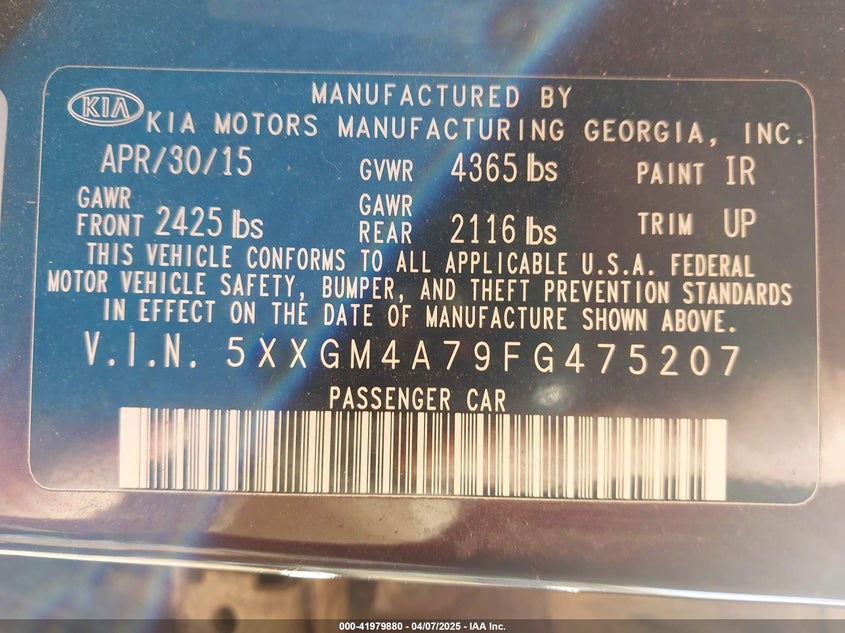 MANUFACTURED BY
KIA KIA MOTORS MANUFACTURING GEORGIA, INC.
APR/30/15 GVWR 4365 lbs PAINT IR
GAWR FRONT 2425 lbs GAWR REAR 2116 lbs TRIM UP
THIS VEHICLE CONFORMS TO ALL APPLICABLE U.S.A. FEDERAL
MOTOR VEHICLE SAFETY, BUMPER, AND THEFT PREVENTION STANDARDS
IN EFFECT ON THE DATE OF MANUFACTURE SHOWN ABOVE.
V.I.N. 5XXGM4A79FG475207
PASSENGER CAR
000-41979880 - 04/07/2025 - IAA Inc.